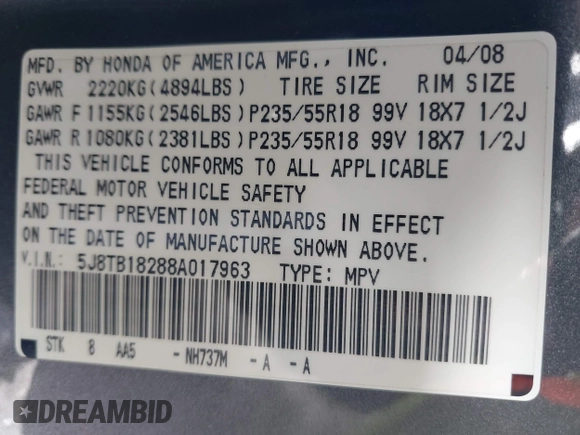 MFD. BY HONDA OF AMERICA MFG., INC. 04/08
GVWR 2220KG(4894LBS) TIRE SIZE RIM SIZE
GAWR F 1155KG(2546LBS) P235/55R18 99V 18X7 1/2J
GAWR R 1080KG(2381LBS) P235/55R18 99V 18X7 1/2J
THIS VEHICLE CONFORMS TO ALL APPLICABLE
FEDERAL MOTOR VEHICLE SAFETY
AND THEFT PREVENTION STANDARDS IN EFFECT
ON THE DATE OF MANUFACTURE SHOWN ABOVE.
V.I.N.: 5J8TB18288A017963 TYPE: MPV
STK 8 AA5 -NH737M -A -A
DREAMBID